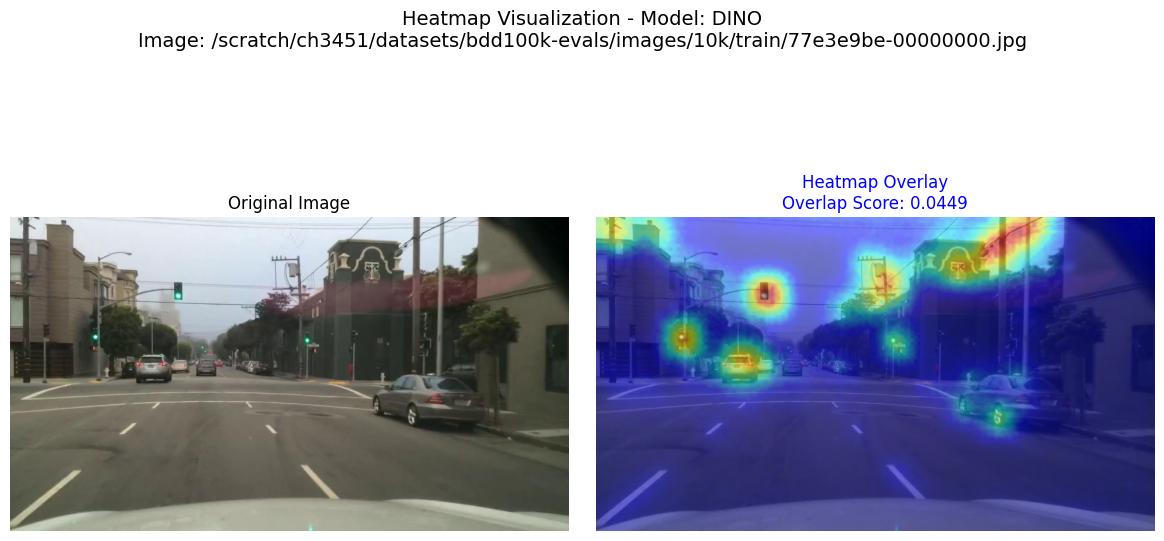 Heatmap Visualization - Model: DINO
Image: /scratch/ch3451/datasets/bdd100k-evals/images/10k/train/77e3e9be-00000000.jpg
Original Image
Heatmap Overlay
Overlap Score: 0.0449